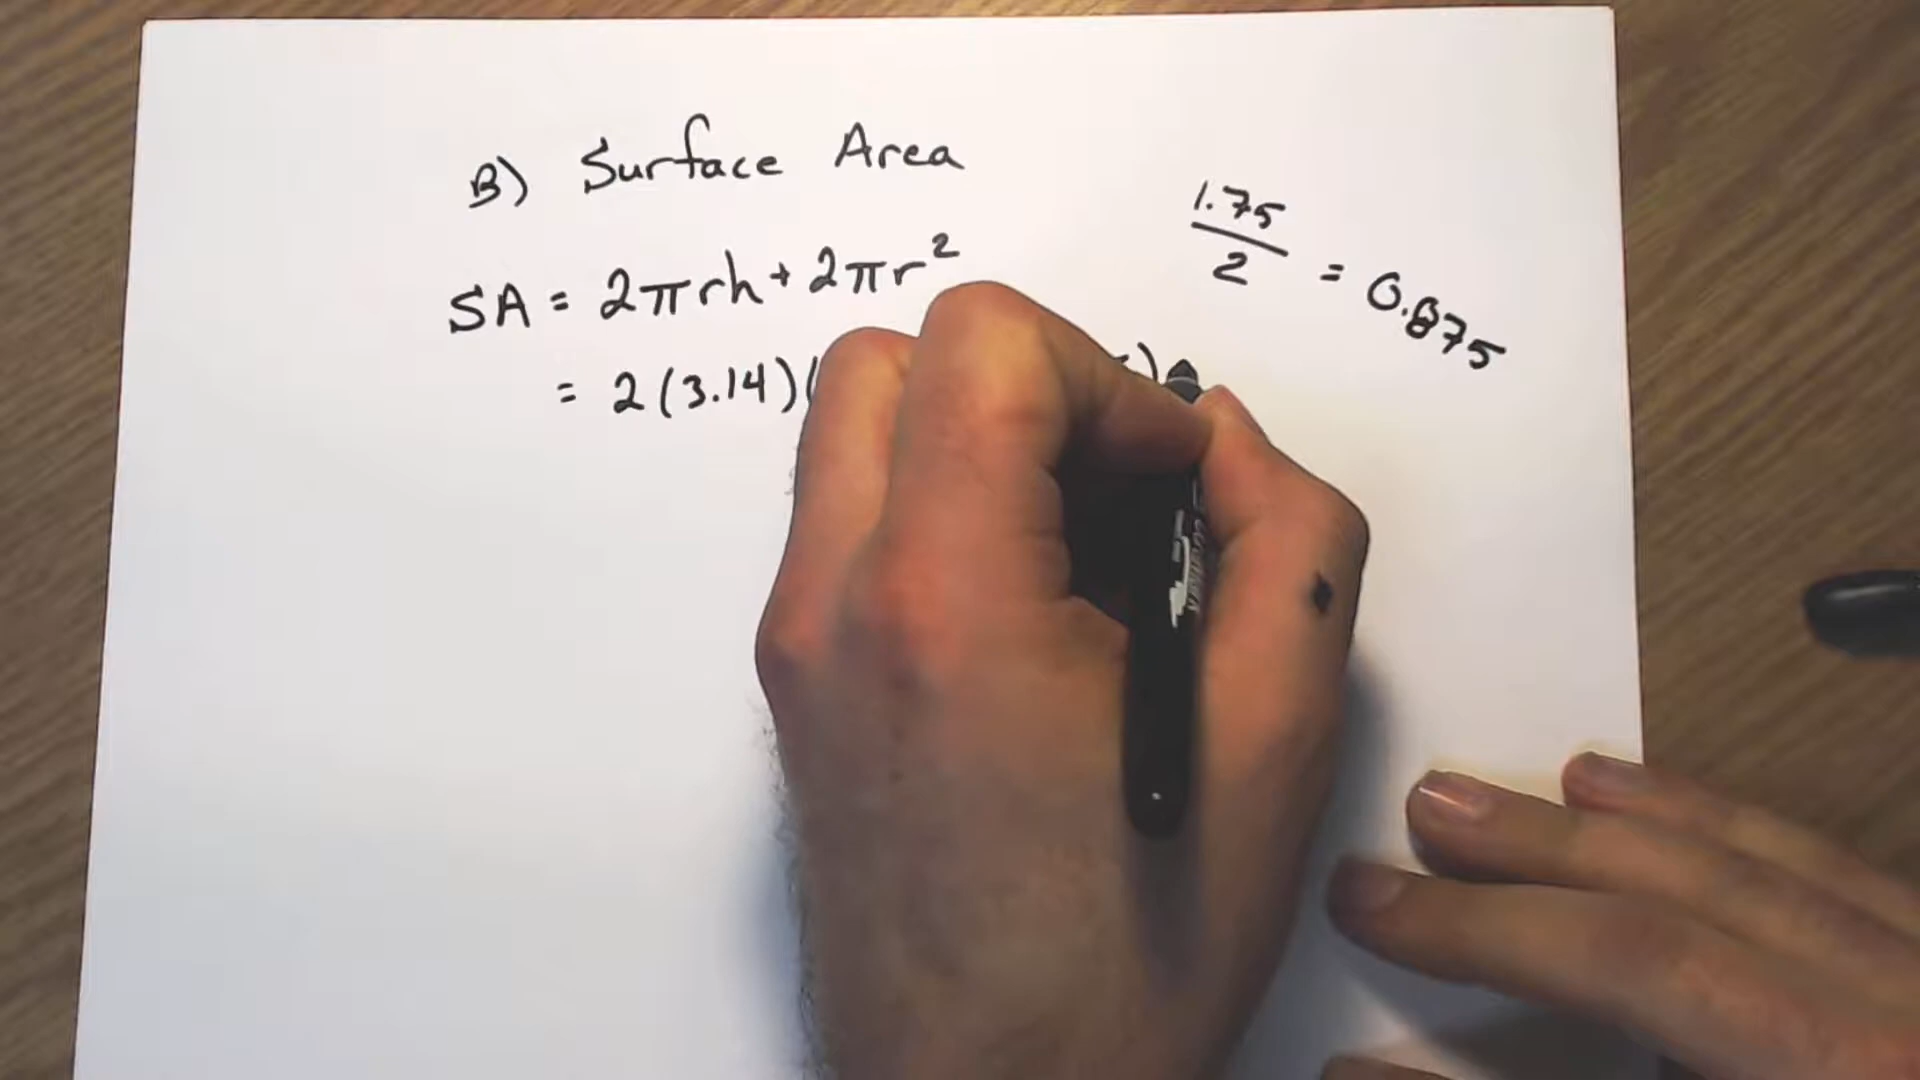 B) Surface Area
SA = 2πrh + 2πr²
= 2(3.14)(
)
1.75
2
= 0.875